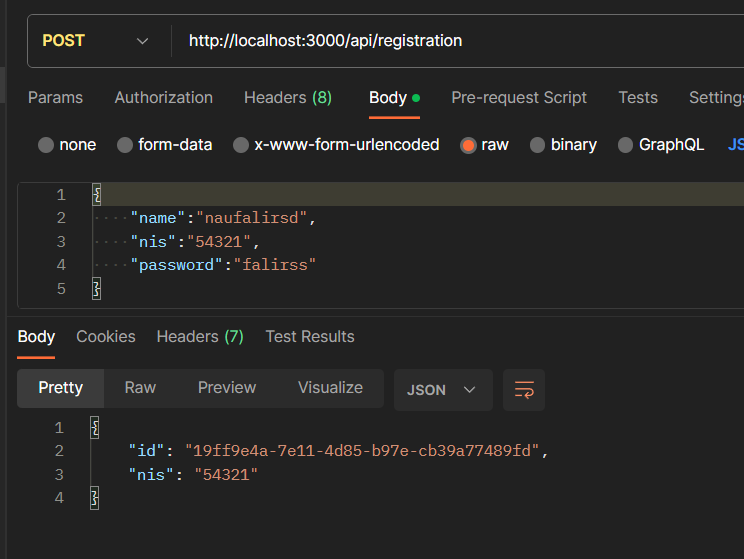 POST http://localhost:3000/api/registration
Params Authorization Headers (8) Body Pre-request Script Tests Settings
none form-data x-www-form-urlencoded raw binary GraphQL JS
1 {
2 "name":"naufalirsd",
3 "nis":"54321",
4 "password":"falirss"
5 }
Body Cookies Headers (7) Test Results
Pretty Raw Preview Visualize JSON
1 {
2 "id": "19ff9e4a-7e11-4d85-b97e-cb39a77489fd",
3 "nis": "54321"
4 }